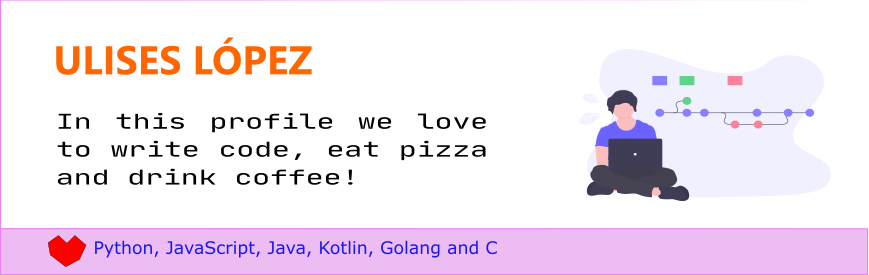 ULISES LÓPEZ
In this profile we love
to write code, eat pizza
and drink coffee!
Python, JavaScript, Java, Kotlin, Golang and C